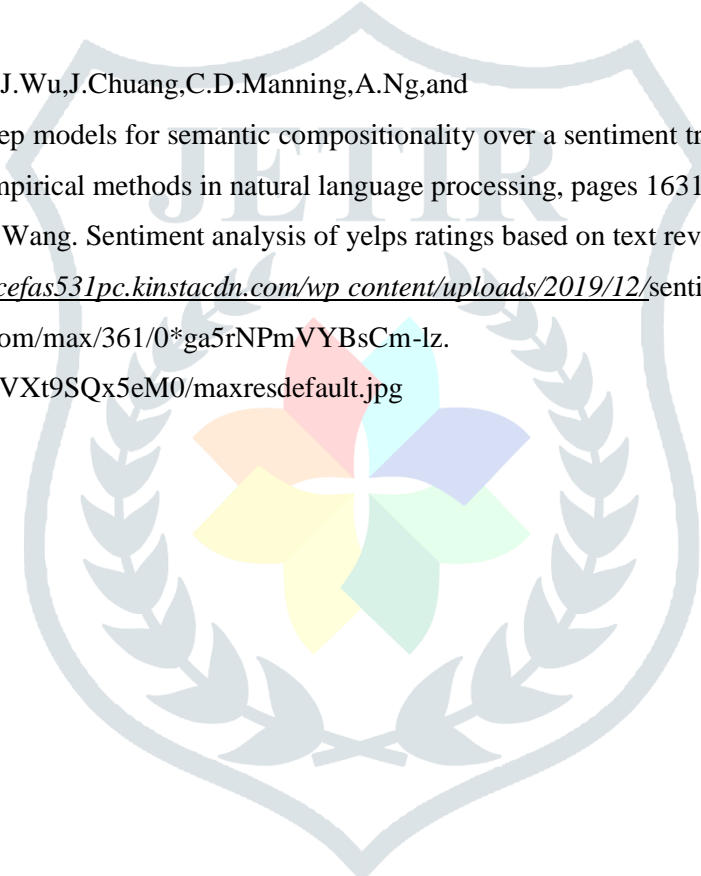 J.Wu,J.Chuang,C.D.Manning,A.Ng,and
ep models for semantic compositionality over a sentiment tr
mpirical methods in natural language processing, pages 1631
Wang. Sentiment analysis of yelps ratings based on text rev
cefas531pc.kinstacdn.com/wp content/uploads/2019/12/senti
om/max/361/0*ga5rNPmVYBsCm-lz.
VXt9SQx5eM0/maxresdefault.jpg
JETIR